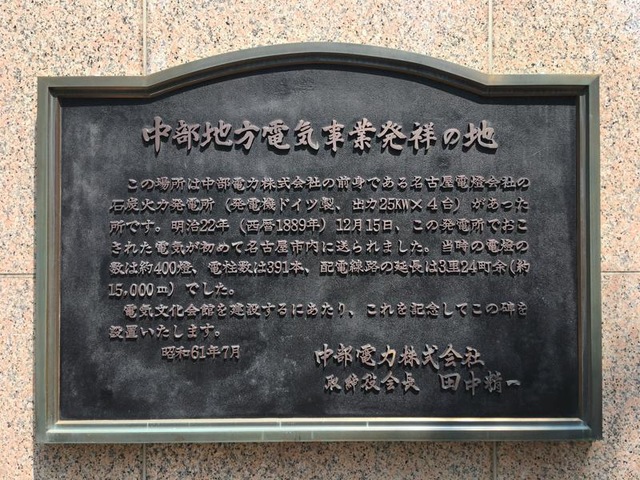 中部地方電気事業発祥の地
この場所は中部電力株式会社の前身である名古屋電燈会社の
石炭火力発電所（発電機ドイツ製、出力25KW×4台）があった
所です。明治22年（西暦1889年）12月15日、この発電所でおこ
された電気が初めて名古屋市内に送られました。当時の電燈の
数は約400燈、電柱数は391本、配電線路の延長は3里24町余(約
15,000m）でした。
電気文化会館を建設するにあたり、これを記念してこの碑を
設置いたします。
昭和61年7月
中部電力株式会社
取締役会長 田中精一